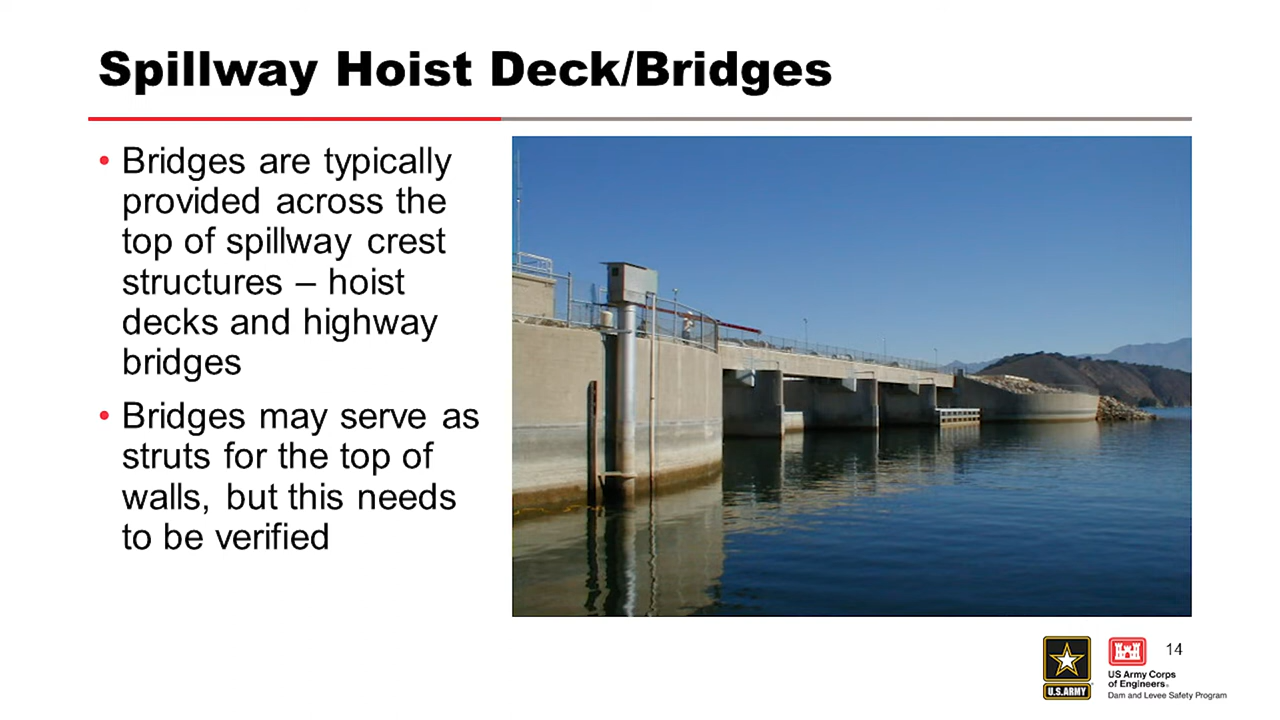 Spillway Hoist Deck/Bridges
• Bridges are typically
provided across the
top of spillway crest
structures – hoist
decks and highway
bridges
• Bridges may serve as
struts for the top of
walls, but this needs
to be verified
14
U.S.ARMY
US Army Corps
of Engineers®
Dam and Levee Safety Program